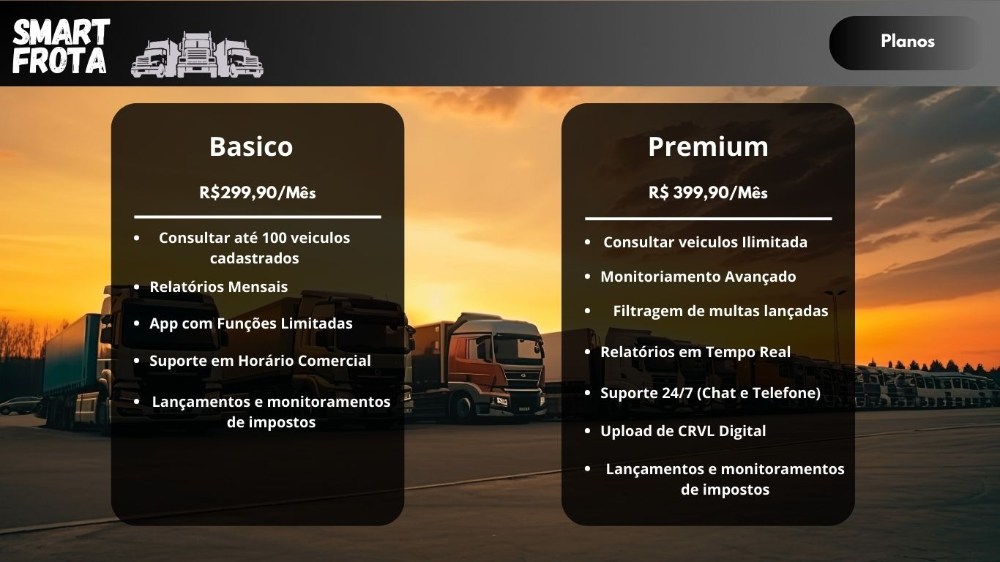 SMART
FROTA
Planos
Basico
R$299,90/Mês
• Consultar até 100 veiculos
cadastrados
• Relatórios Mensais
• App com Funções Limitadas
• Suporte em Horário Comercial
• Lançamentos e monitoramentos
de impostos
Premium
R$ 399,90/Mês
• Consultar veiculos Ilimitada
• Monitoriamento Avançado
• Filtragem de multas lançadas
• Relatórios em Tempo Real
• Suporte 24/7 (Chat e Telefone)
• Upload de CRVL Digital
• Lançamentos e monitoramentos
de impostos